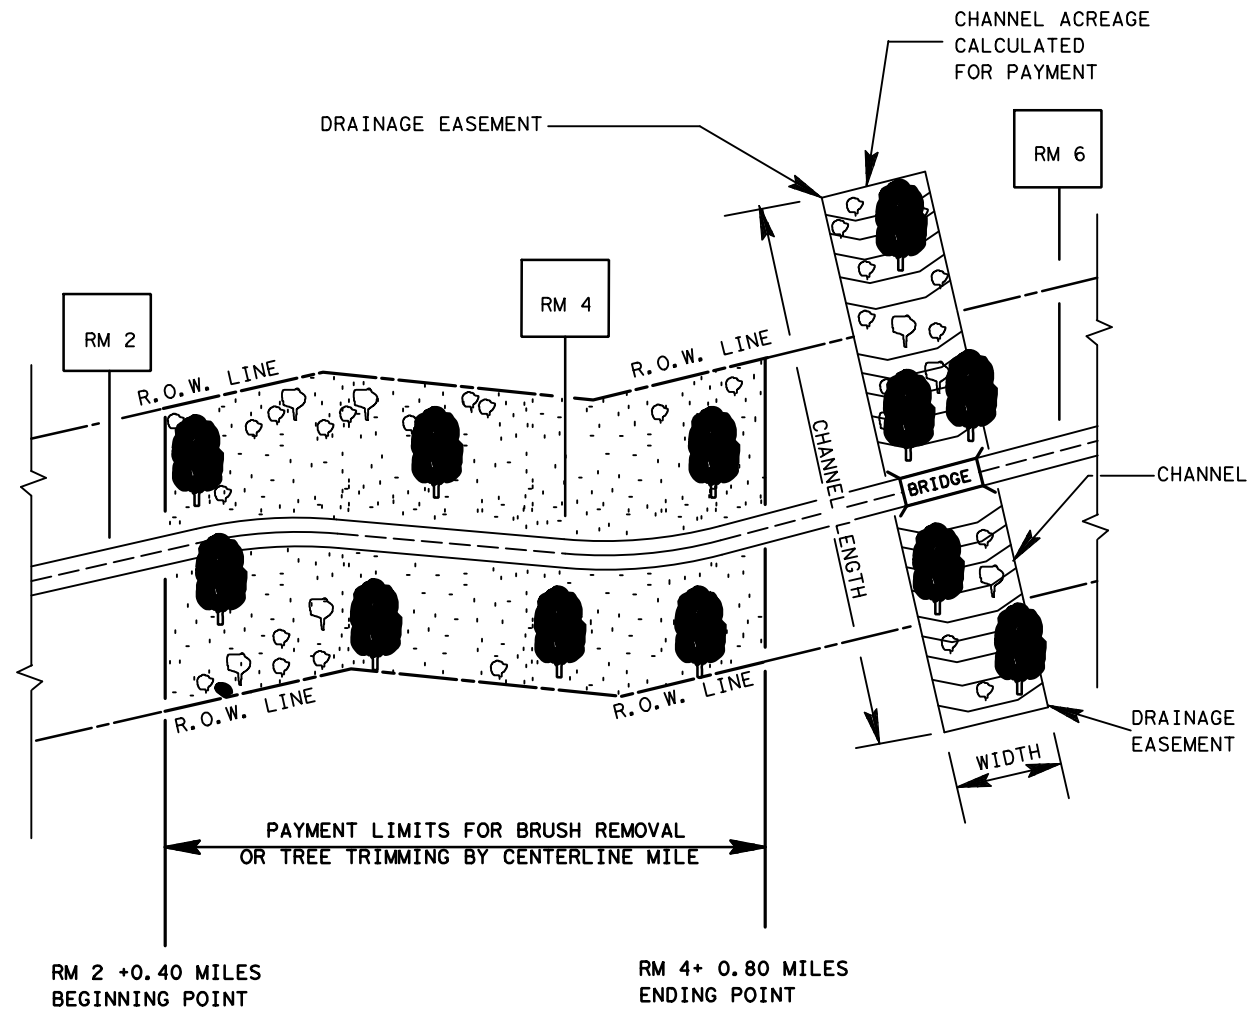 CHANNEL ACREAGE
CALCULATED
FOR PAYMENT
DRAINAGE EASEMENT
RM 6
RM 4
RM 2
R.O.W. LINE
R.O.W. LINE
CHANNEL LENGTH
BRIDGE
CHANNEL
R.O.W. LINE
R.O.W. LINE
DRAINAGE
EASEMENT
WIDTH
PAYMENT LIMITS FOR BRUSH REMOVAL
OR TREE TRIMMING BY CENTERLINE MILE
RM 2 +0.40 MILES
BEGINNING POINT
RM 4+ 0.80 MILES
ENDING POINT